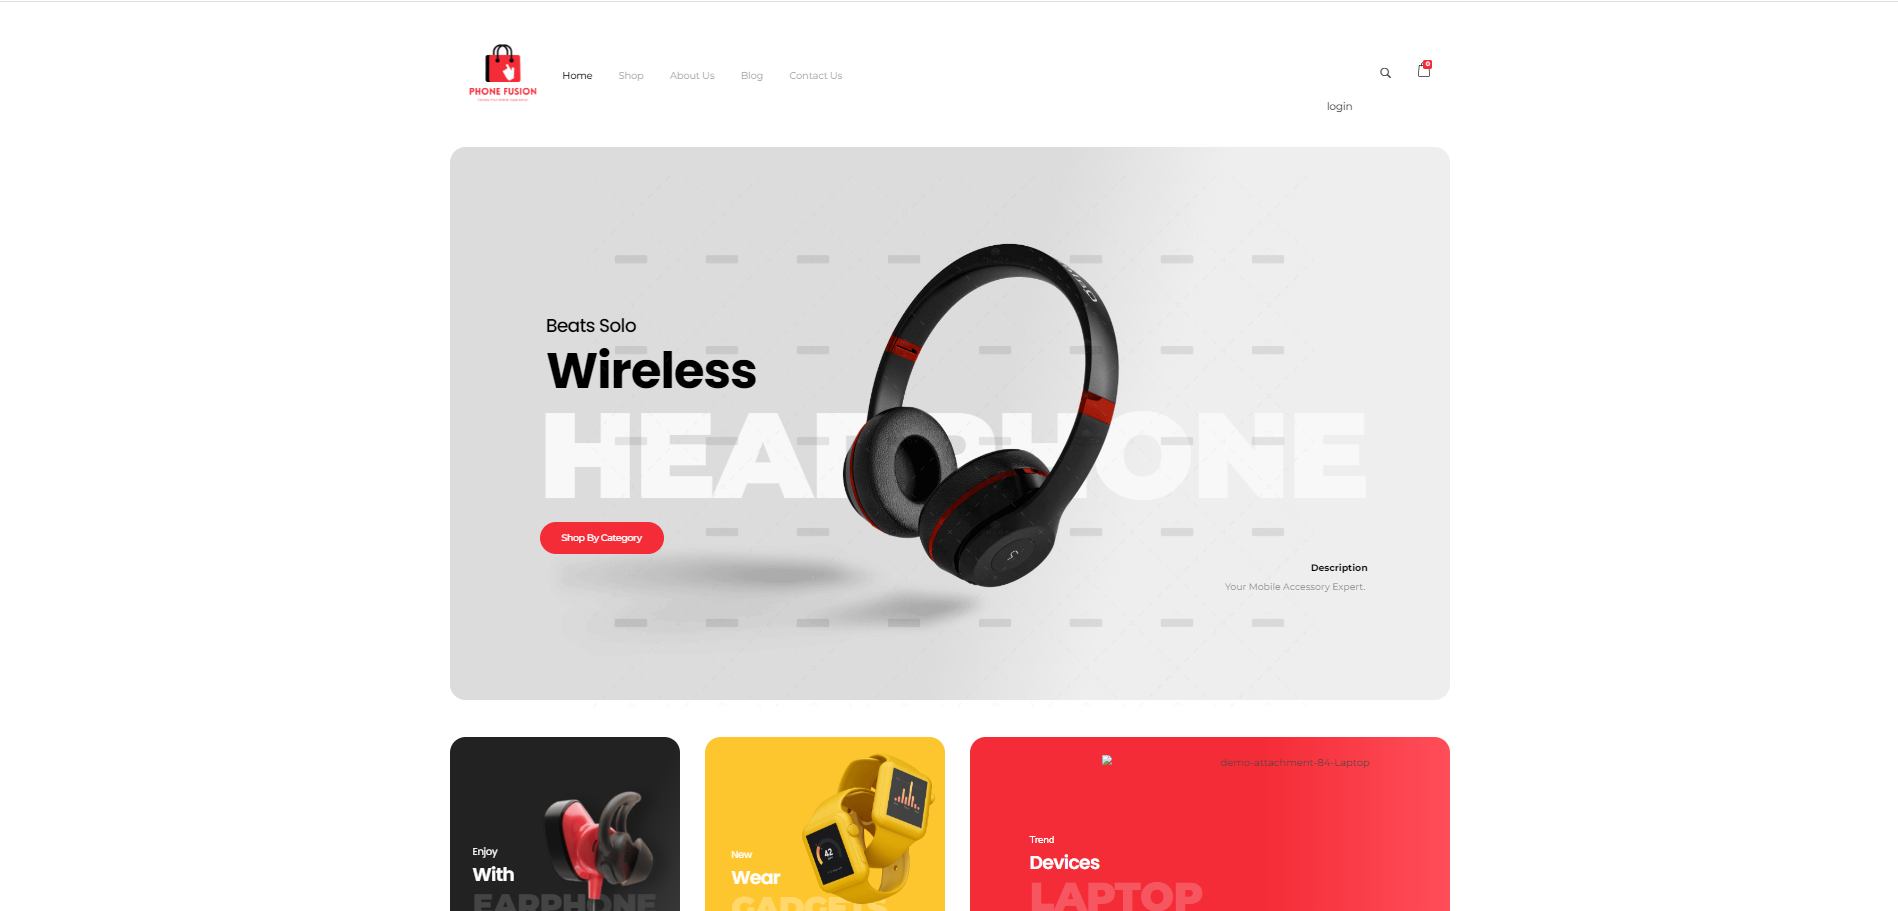 PHONE FUSION
Home
Shop
About Us
Blog
Contact Us
0
login
Beats Solo
Wireless
HEADPHONE
Shop By Category
Description
Your Mobile Accessory Expert.
Enjoy
With
EARPHONE
New
Wear
GADGETS
42
demo-attachment-84-Laptop
Trend
Devices
LAPTOP